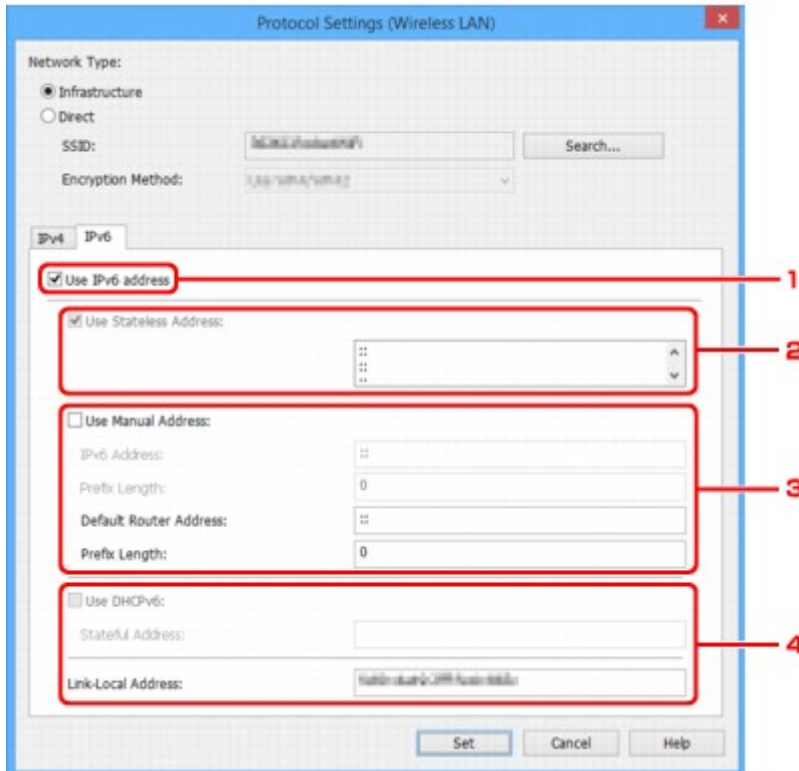 Protocol Settings (Wireless LAN)
Network Type:
Infrastructure
Direct
SSID:
Search...
Encryption Method:
IPv4 IPv6
Use IPv6 address
1
Use Stateless Address:
::
::
::
2
Use Manual Address:
IPv6 Address: ::
Prefix Length: 0
3
Default Router Address: ::
Prefix Length: 0
Use DHCPv6:
Stateful Address:
4
Link-Local Address:
Set Cancel Help